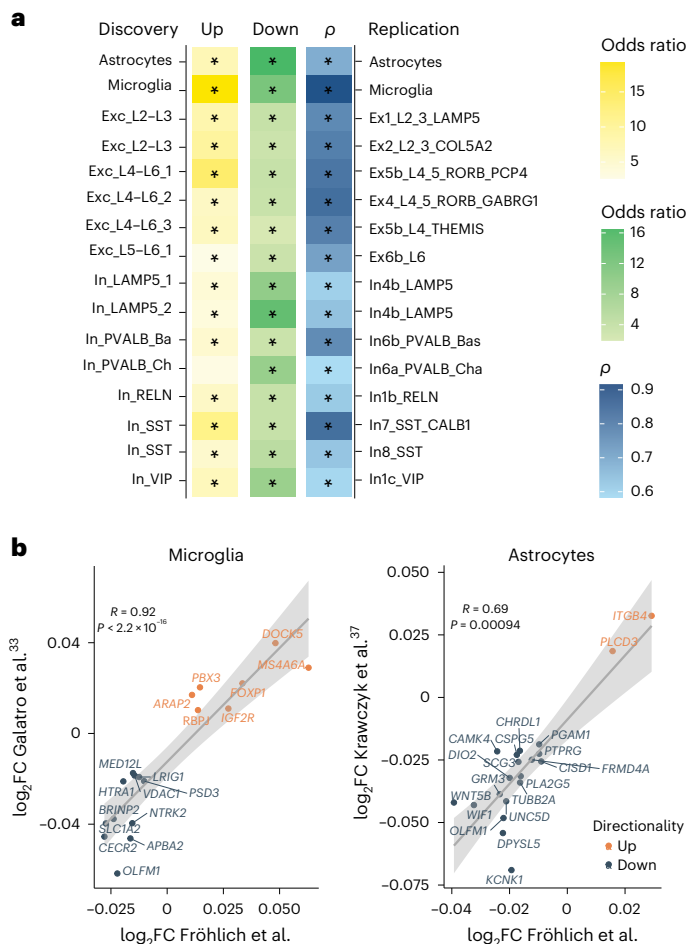 a
Discovery Up Down ρ Replication
Astrocytes * * * Astrocytes
Microglia * * * Microglia
Exc_L2–L3 * * * Ex1_L2_3_LAMP5
Exc_L2–L3 * * * Ex2_L2_3_COL5A2
Exc_L4–L6_1 * * * Ex5b_L4_5_RORB_PCP4
Exc_L4–L6_2 * * * Ex4_L4_5_RORB_GABRG1
Exc_L4–L6_3 * * * Ex5b_L4_THEMIS
Exc_L5–L6_1 * * * Ex6b_L6
In_LAMP5_1 * * * In4b_LAMP5
In_LAMP5_2 * * * In4b_LAMP5
In_PVALB_Ba * * * In6b_PVALB_Bas
In_PVALB_Ch * * In6a_PVALB_Cha
In_RELN * * * In1b_RELN
In_SST * * * In7_SST_CALB1
In_SST * * * In8_SST
In_VIP * * * In1c_VIP
Odds ratio
15
10
5
Odds ratio
16
12
8
4
ρ
0.9
0.8
0.7
0.6
b
Microglia
log₂FC Galatro et al.³³
0.04
0
–0.04
R = 0.92
P < 2.2 × 10⁻¹⁶
DOCK5
MS4A6A
PBX3
FOXP1
ARAP2
RBPJ
IGF2R
MED12L
LRIG1
HTRA1
VDAC1
PSD3
BRINP2
NTRK2
SLC1A2
CECR2
APBA2
OLFM1
–0.025 0 0.025 0.050
log₂FC Fröhlich et al.
Astrocytes
log₂FC Krawczyk et al.³⁷
0.050
0.025
0
–0.025
–0.050
–0.075
R = 0.69
P = 0.00094
ITGB4
PLCD3
CHRDL1
CAMK4
CSPG5
PGAM1
DIO2
SCG3
PTPRG
CISD1
FRMD4A
GRM3
PLA2G5
WNT5B
TUBB2A
WIF1
UNC5D
OLFM1
DPYSL5
KCNK1
Directionality
Up
Down
–0.04 –0.02 0 0.02
log₂FC Fröhlich et al.